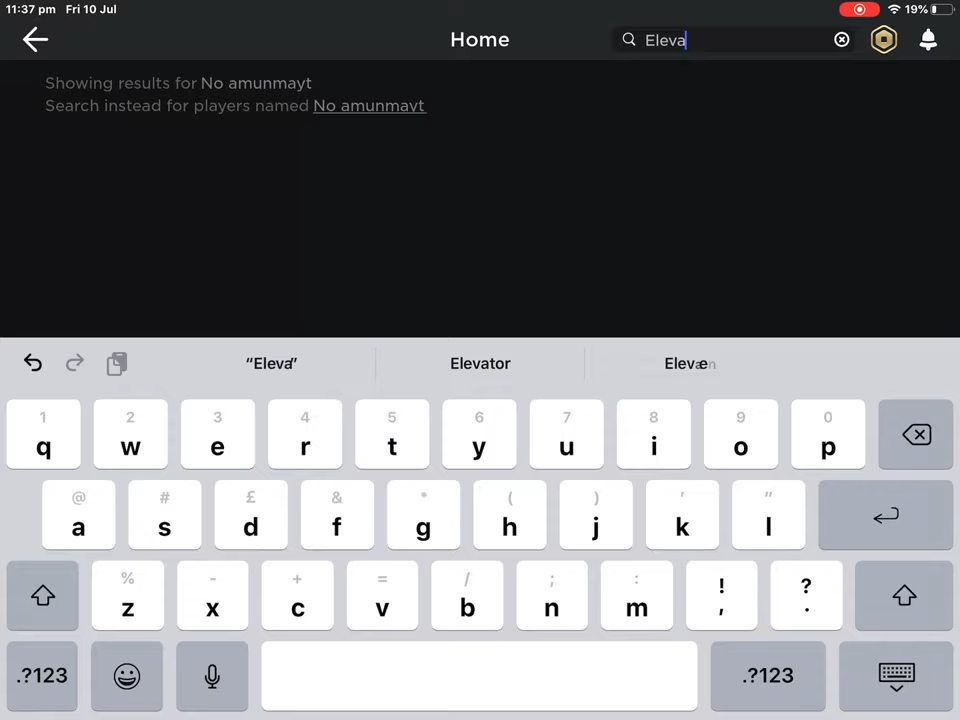 11:37 pm Fri 10 Jul 19%
Home
Eleva
Showing results for No amunmayt
Search instead for players named No amunmayt
“Eleva” Elevator
1 2 3 4 5 6 7 8 9 0
q w e r t y u i o p
@ # £ & * ( ) ' "
a s d f g h j k l
% - + = / ; : ! ?
z x c v b n m , .
.?123 .?123